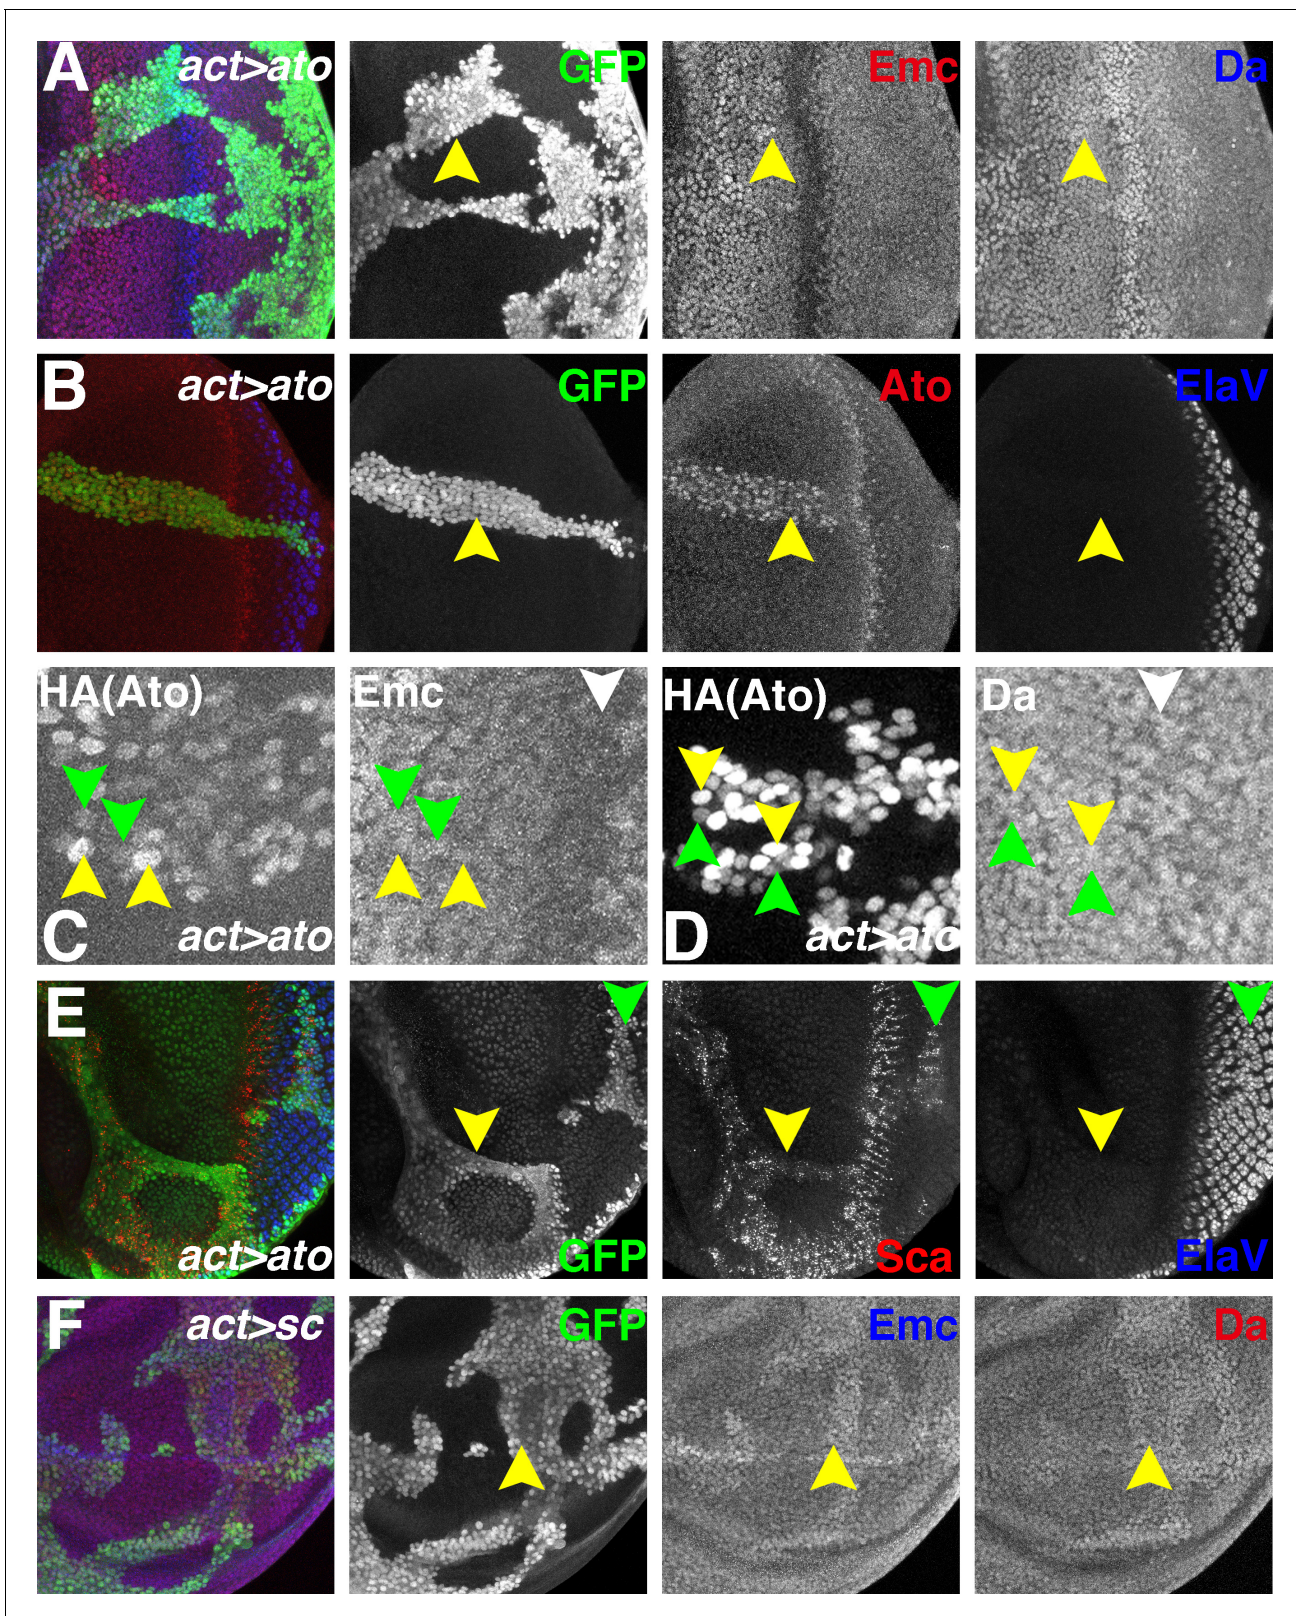 A act>ato GFP Emc Da
B act>ato GFP Ato ElaV
HA(Ato) Emc HA(Ato) Da
C act>ato D act>ato
E
act>ato GFP Sca ElaV
F act>sc GFP Emc Da